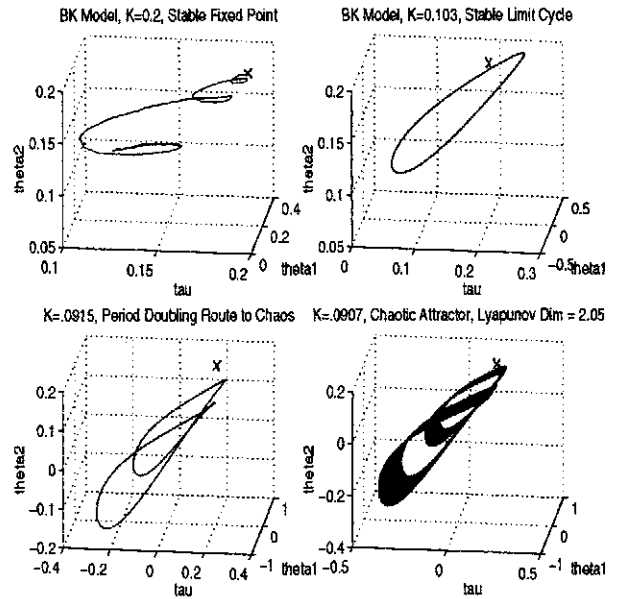 BK Model, K=0.2, Stable Fixed Point
x
0.2
0.15
0.1
0.05
theta2
0.1
0.15
0.2
tau
0
0.2
0.4
theta1
BK Model, K=0.103, Stable Limit Cycle
x
0.2
0.15
0.1
0.05
theta2
0
0.1
0.2
0.3
tau
-0.5
0
0.5
theta1
K=.0915, Period Doubling Route to Chaos
x
0.2
0.1
0
-0.1
-0.2
theta2
-0.4
-0.2
0
0.2
0.4
tau
-1
0
1
theta1
K=.0907, Chaotic Attractor, Lyapunov Dim = 2.05
x
0.2
0
-0.2
-0.4
theta2
-0.5
0
0.5
tau
-1
0
1
theta1